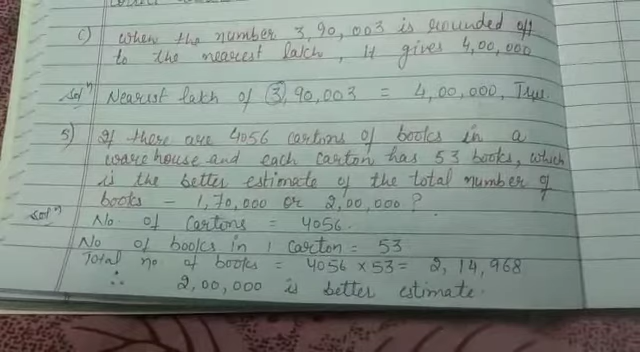 c) When the number 3,90,003 is rounded off
to the nearest lakh, it gives 4,00,000
Solⁿ Nearest lakh of 3,90,003 = 4,00,000, True.
5) If there are 4056 cartons of books in a
warehouse and each carton has 53 books, which
is the better estimate of the total number of
books - 1,70,000 or 2,00,000 ?
Solⁿ No. of Cartons = 4056.
No of books in 1 Carton = 53
Total no. of books = 4056 × 53 = 2,14,968
∴ 2,00,000 is better estimate.